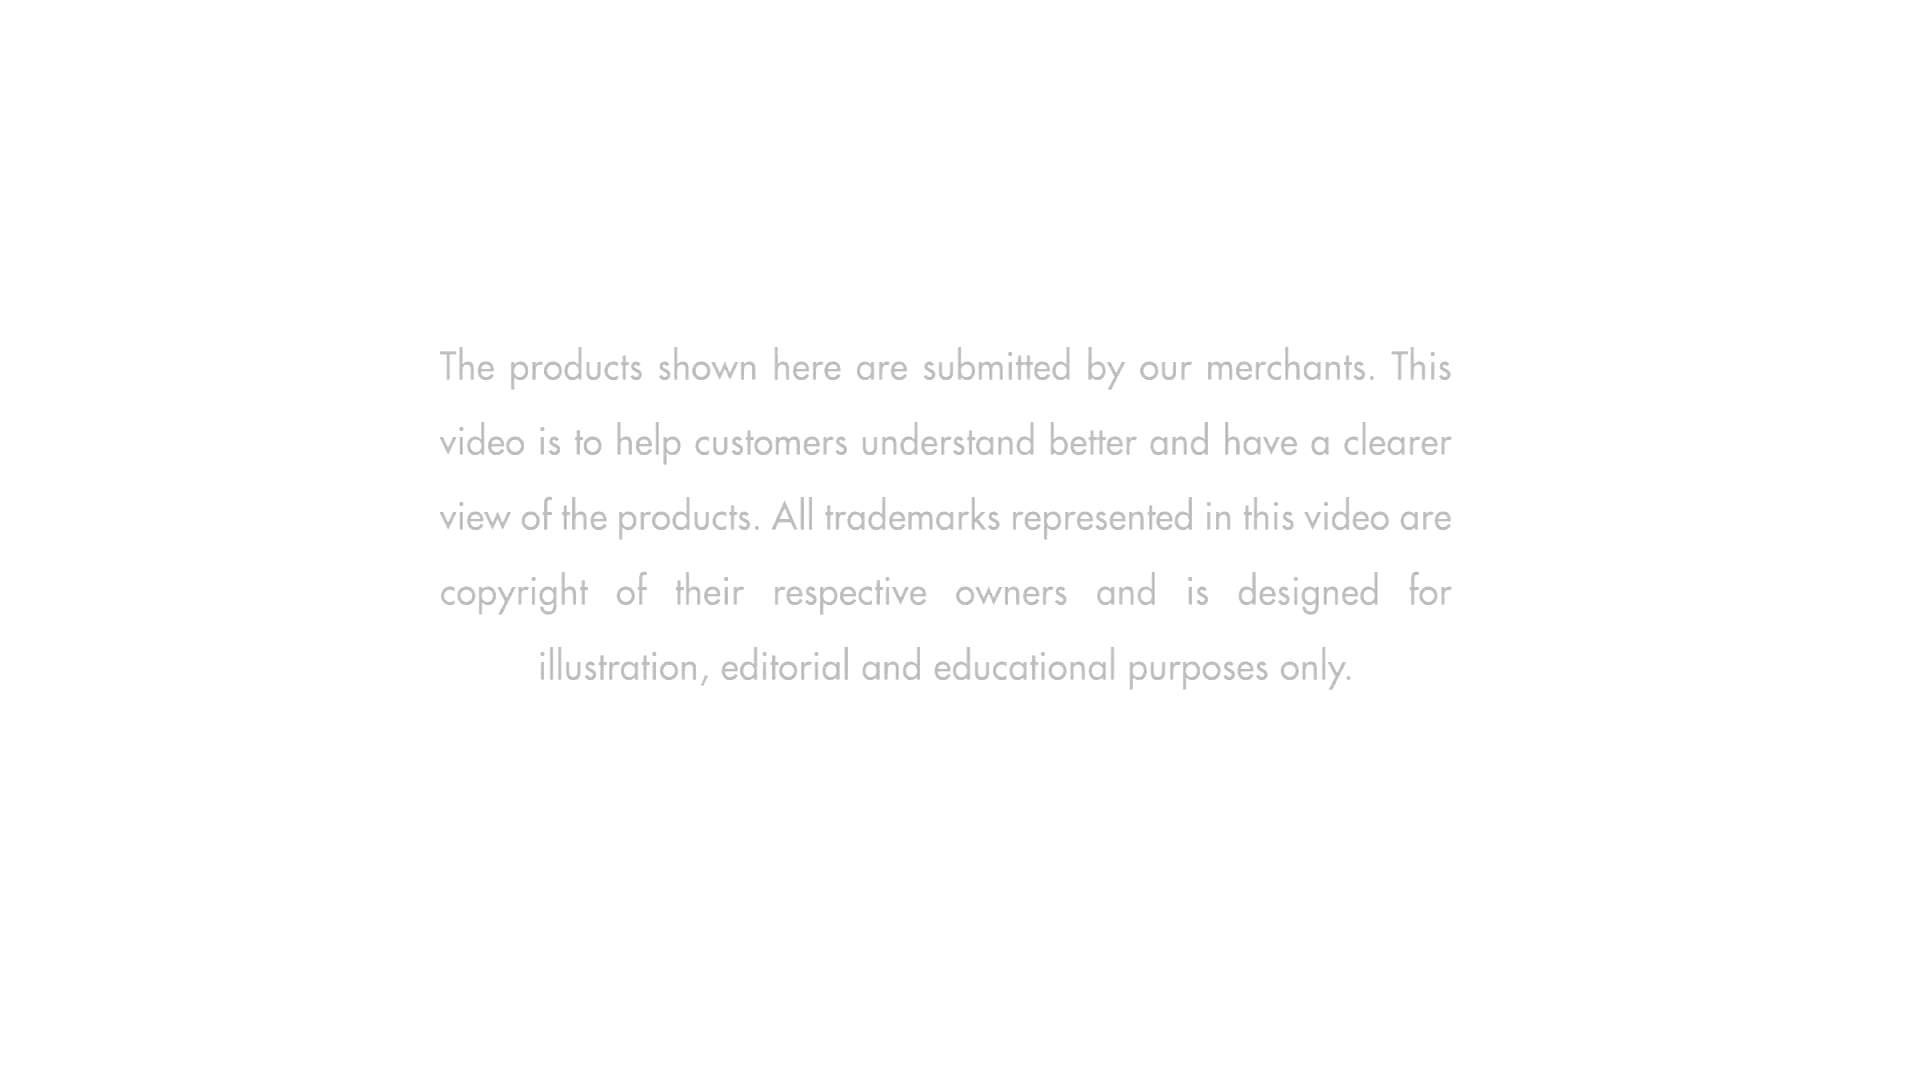 The products shown here are submitted by our merchants. This
video is to help customers understand better and have a clearer
view of the products. All trademarks represented in this video are
copyright of their respective owners and is designed for
illustration, editorial and educational purposes only.